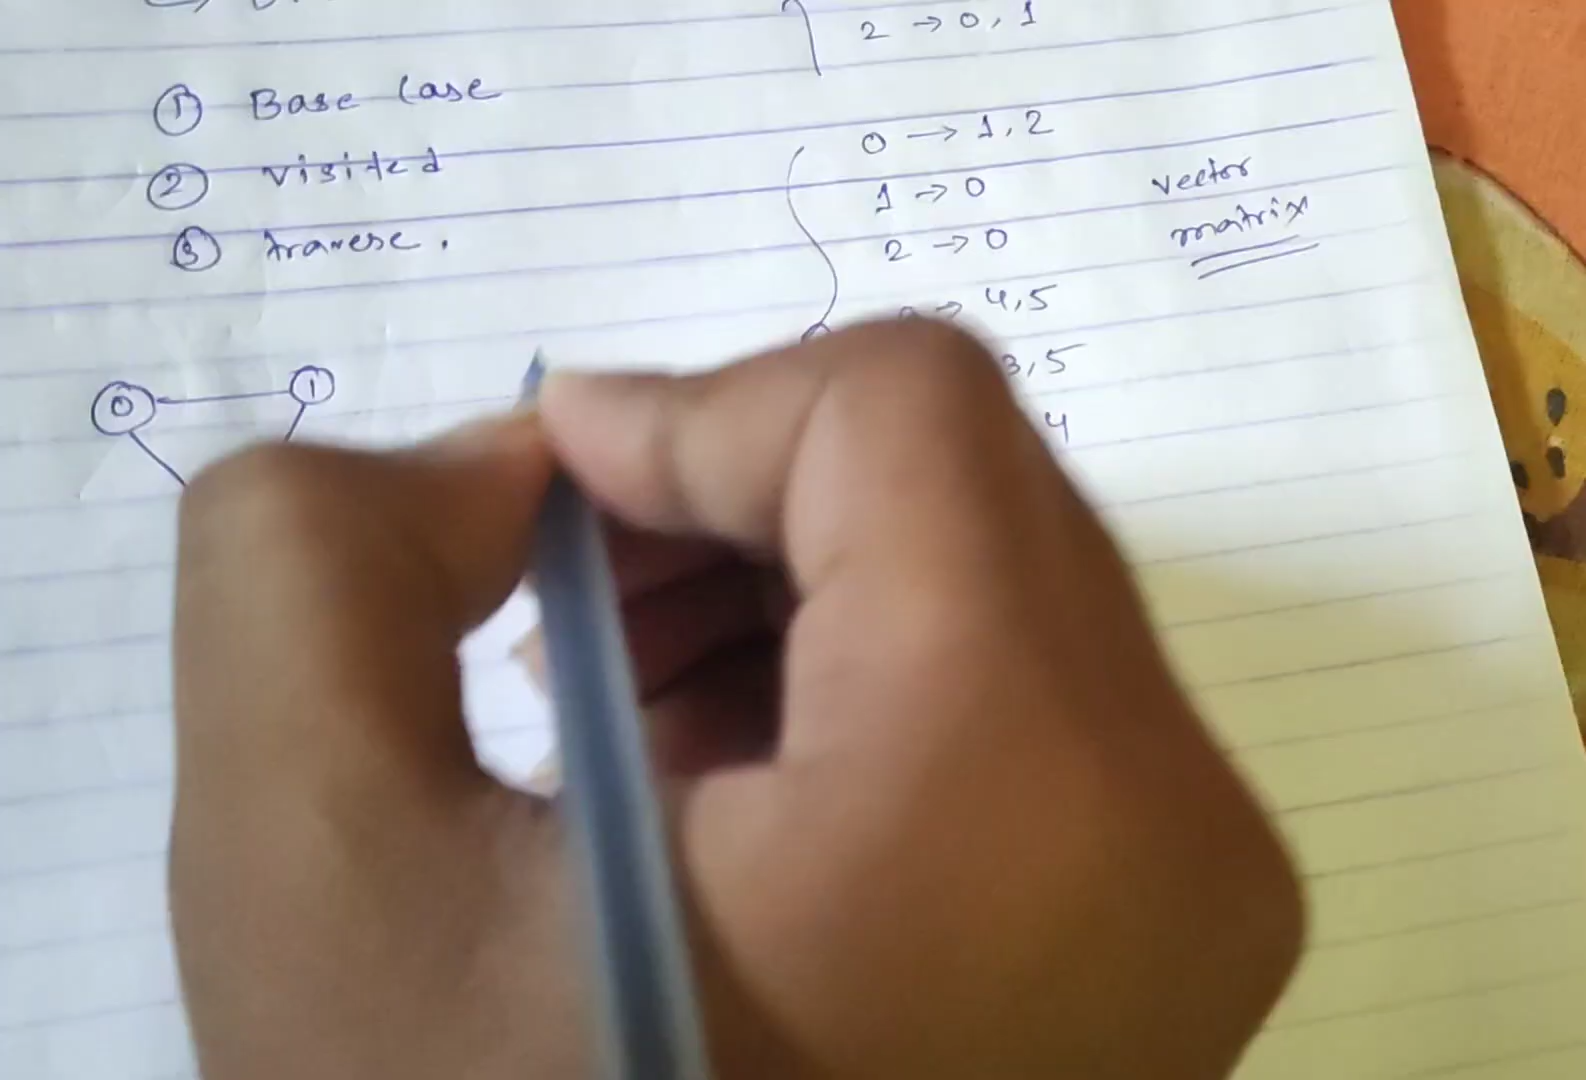 ① Base Case
② visited
③ traverse.
0 1
2 → 0, 1
0 → 1, 2
1 → 0
2 → 0
→ 4,5
3,5
4
vector
matrix